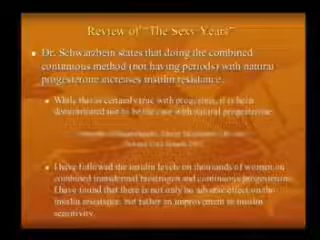 Review of "The Sexy Years"
Dr. Schwarzbein states that doing the combined
continuous method (not having periods) with natural
progesterone increases insulin resistance.
While this is certainly true with progestins, it is been
demonstrated not to be the case with natural progesterone.
I have followed the insulin levels on thousands of women on
combined transdermal bioestrogen and continuous progesterone.
I have found that there is not only no adverse effect on the
insulin resistance, but rather an improvement in insulin
sensitivity.